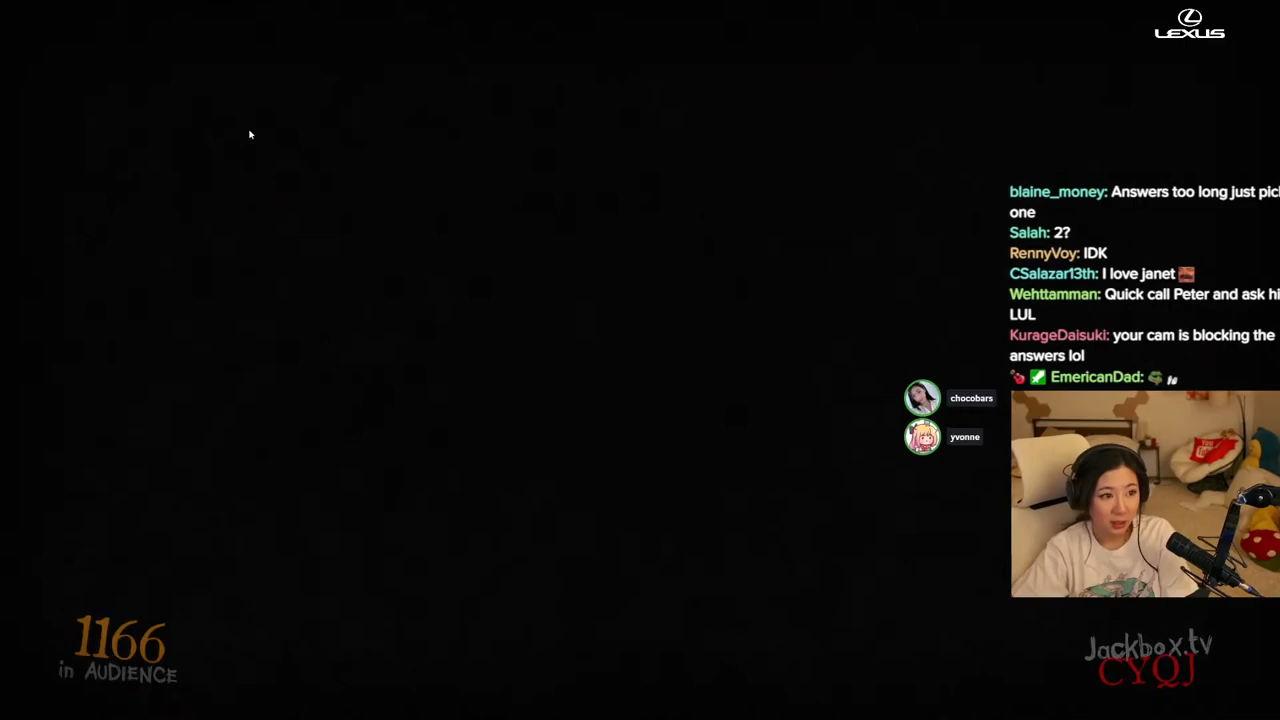 LEXUS
blaine_money: Answers too long just pick
one
Salah: 2?
RennyVoy: IDK
CSalazar13th: I love janet
Wehttamman: Quick call Peter and ask hi
LUL
KurageDaisuki: your cam is blocking the
answers lol
EmericanDad:
chocobars
yvonne
1166
in AUDIENCE
Jackbox.tv
CYQJ